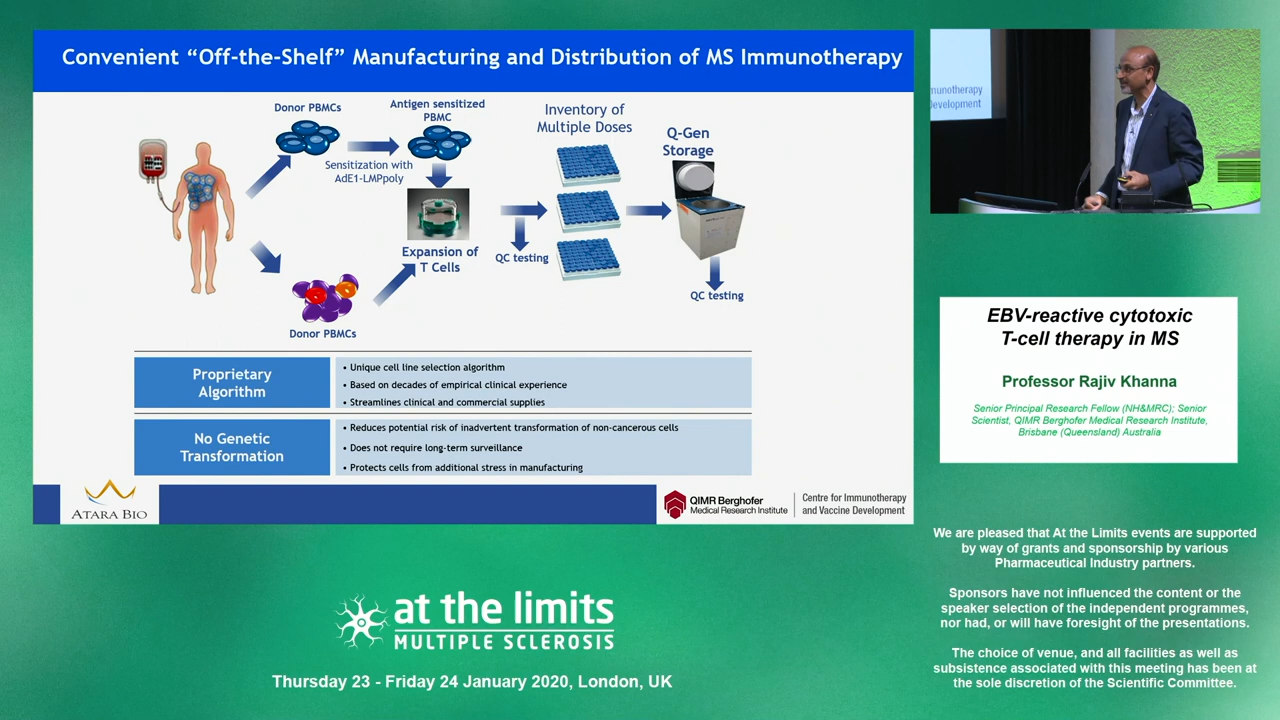 Convenient “Off-the-Shelf” Manufacturing and Distribution of MS Immunotherapy
Donor PBMCs
Sensitization with
AdE1-LMPpoly
Antigen sensitized
PBMC
Expansion of
T Cells
Donor PBMCs
QC testing
Inventory of
Multiple Doses
Q-Gen
Storage
QC testing
Proprietary
Algorithm
• Unique cell line selection algorithm
• Based on decades of empirical clinical experience
• Streamlines clinical and commercial supplies
No Genetic
Transformation
• Reduces potential risk of inadvertent transformation of non-cancerous cells
• Does not require long-term surveillance
• Protects cells from additional stress in manufacturing
ATARA BIO
QIMR Berghofer
Medical Research Institute
Centre for Immunotherapy
and Vaccine Development
munotherapy
evelopment
EBV-reactive cytotoxic
T-cell therapy in MS
Professor Rajiv Khanna
Senior Principal Research Fellow (NH&MRC); Senior
Scientist, QIMR Berghofer Medical Research Institute,
Brisbane (Queensland) Australia
We are pleased that At the Limits events are supported
by way of grants and sponsorship by various
Pharmaceutical Industry partners.
Sponsors have not influenced the content or the
speaker selection of the independent programmes,
nor had, or will have foresight of the presentations.
The choice of venue, and all facilities as well as
subsistence associated with this meeting has been at
the sole discretion of the Scientific Committee.
at the limits
MULTIPLE SCLEROSIS
Thursday 23 - Friday 24 January 2020, London, UK